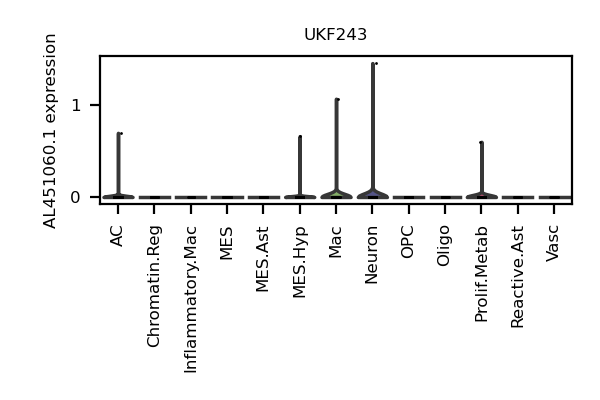 UKF243
AL451060.1 expression
1
0
AC
Chromatin.Reg
Inflammatory.Mac
MES
MES.Ast
MES.Hyp
Mac
Neuron
OPC
Oligo
Prolif.Metab
Reactive.Ast
Vasc